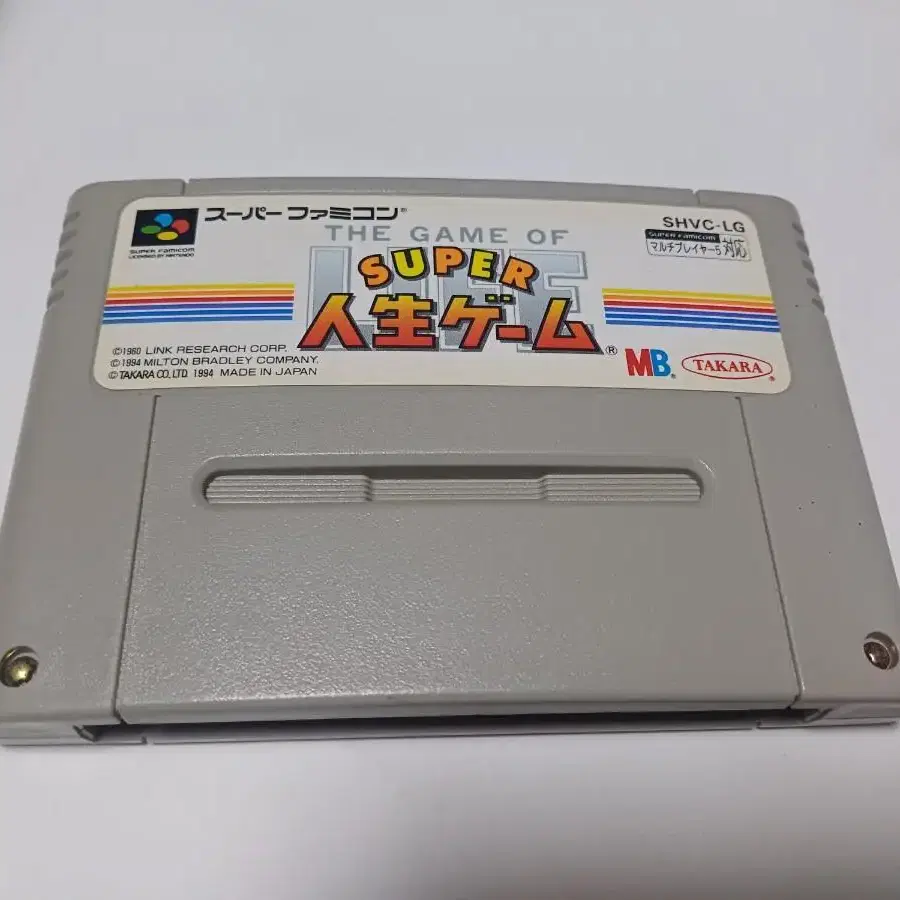 スーパーファミコン®
SUPER FAMICOM
LICENSED BY NINTENDO
SHVC-LG
SUPER FAMICOM
マルチプレイヤー5対応
THE GAME OF
LIFE
SUPER
人生ゲーム®
©1960 LINK RESEARCH CORP.
©1994 MILTON BRADLEY COMPANY.
©TAKARA CO., LTD. 1994 MADE IN JAPAN
MB®
TAKARA®